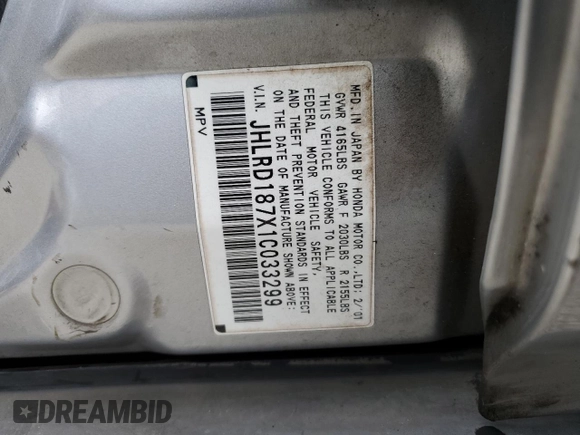 MFD. IN JAPAN BY HONDA MOTOR CO., LTD: 2/'01
GVWR 4165LBS GAWR F 2030LBS R 2155LBS
THIS VEHICLE CONFORMS TO ALL APPLICABLE
FEDERAL MOTOR VEHICLE SAFETY,
AND THEFT PREVENTION STANDARDS IN EFFECT
ON THE DATE OF MANUFACTURE SHOWN ABOVE:
V.I.N. JHLRD187X1C033299
MPV
DREAMBID